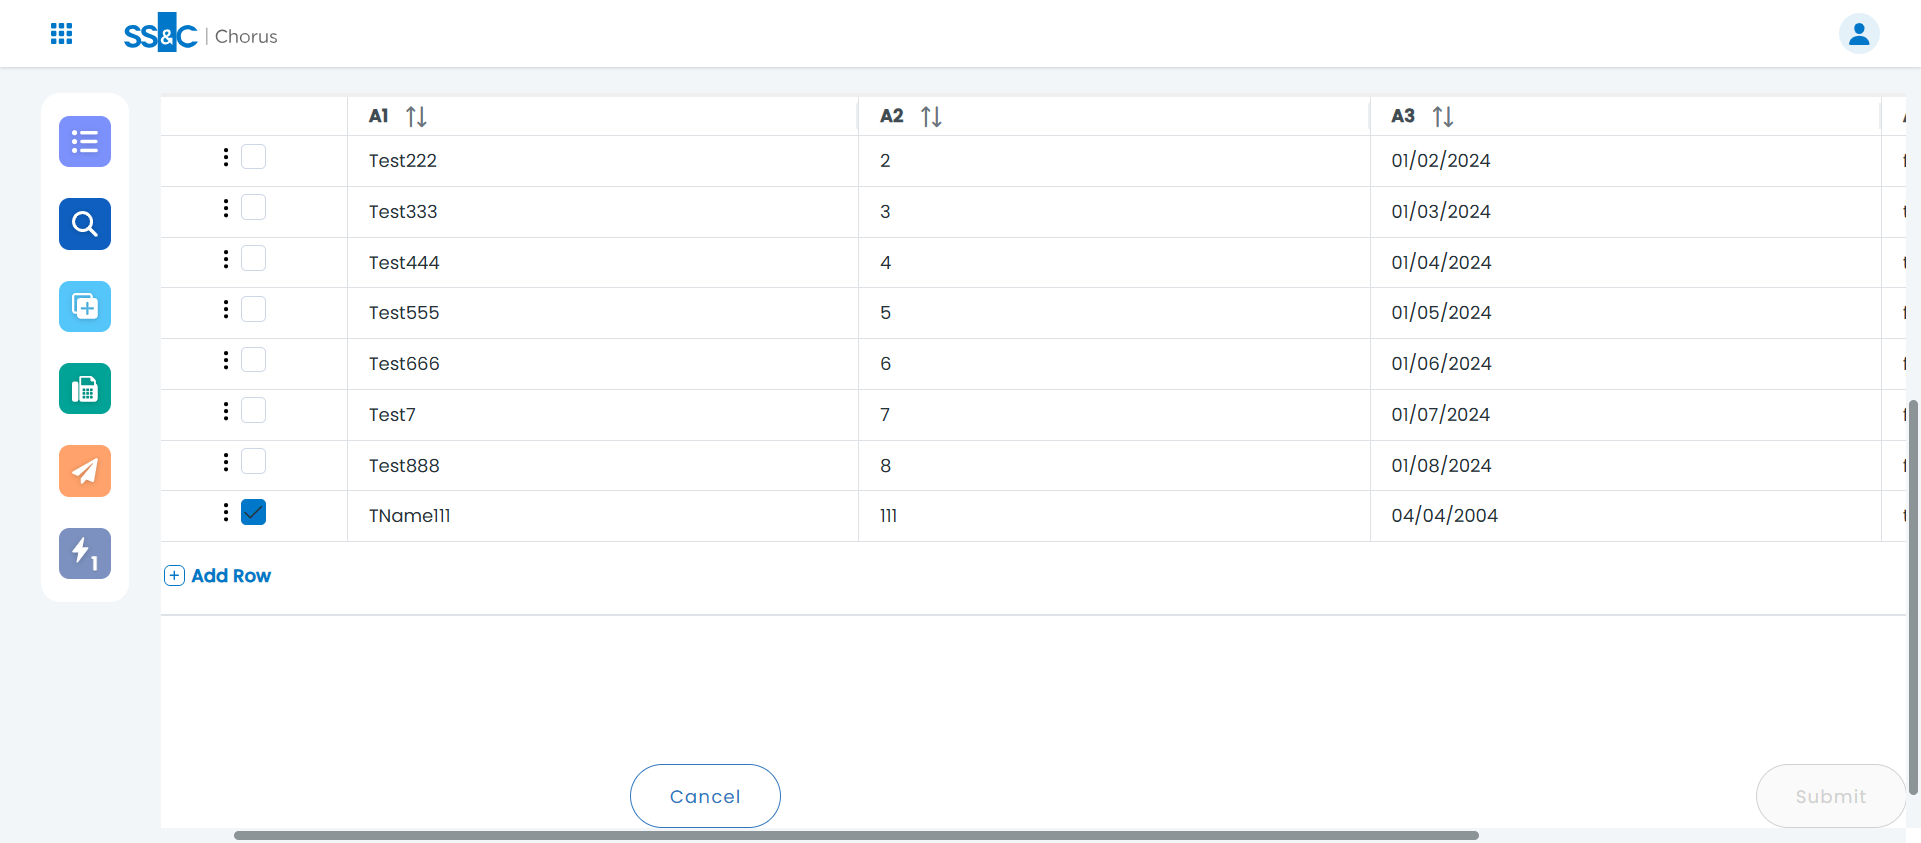 SS&C | Chorus
A1 A2 A3
Test222 2 01/02/2024
Test333 3 01/03/2024
Test444 4 01/04/2024
Test555 5 01/05/2024
Test666 6 01/06/2024
Test7 7 01/07/2024
Test888 8 01/08/2024
TName111 111 04/04/2004
1
Add Row
Cancel Submit